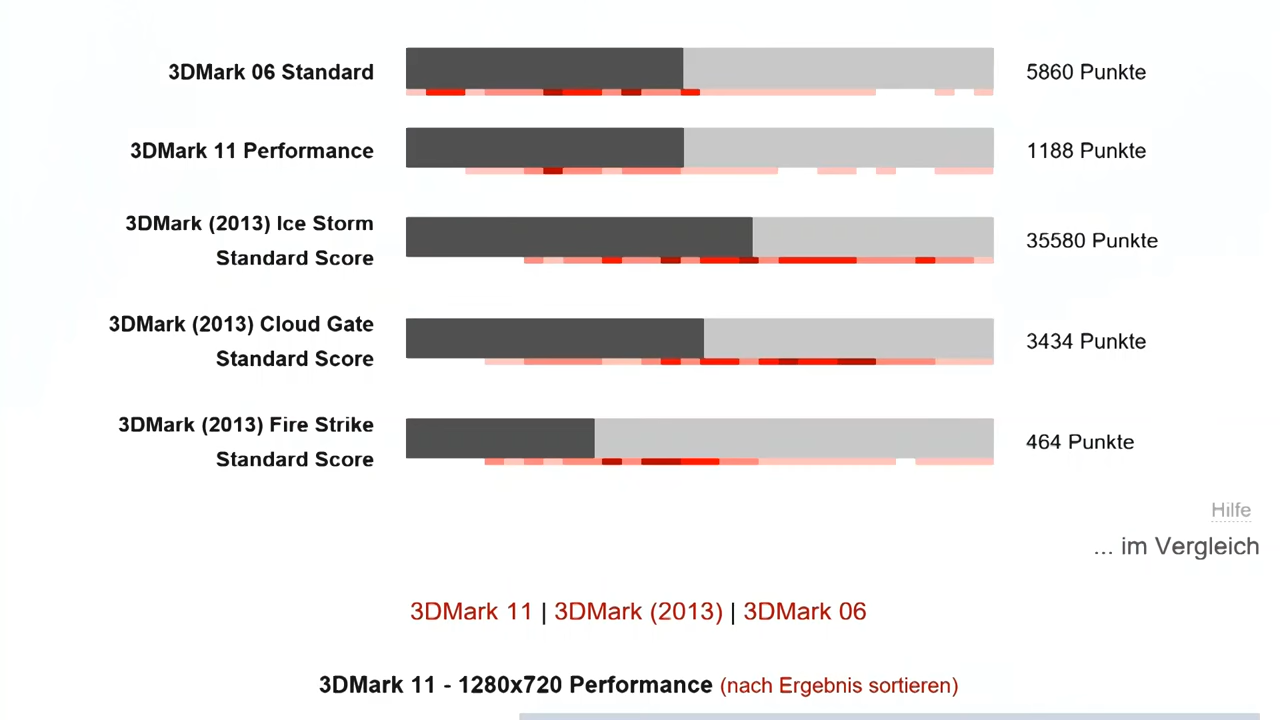 3DMark 06 Standard 5860 Punkte
3DMark 11 Performance 1188 Punkte
3DMark (2013) Ice Storm
Standard Score 35580 Punkte
3DMark (2013) Cloud Gate
Standard Score 3434 Punkte
3DMark (2013) Fire Strike
Standard Score 464 Punkte
Hilfe
... im Vergleich
3DMark 11 | 3DMark (2013) | 3DMark 06
3DMark 11 - 1280x720 Performance (nach Ergebnis sortieren)